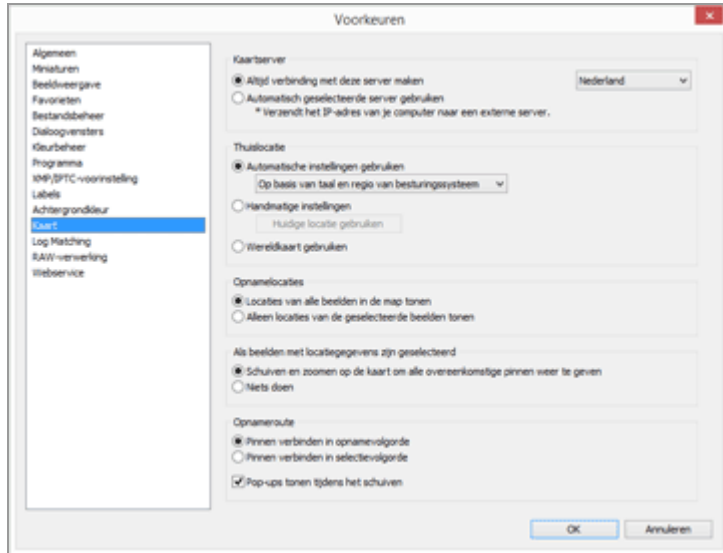 Voorkeuren
Algemeen
Miniaturen
Beeldweergave
Favorieten
Bestandsbeheer
Dialoogvensters
Kleurbeheer
Programma
XMP/IPTC-voorinstelling
Labels
Achtergrondkleur
Kaart
Log Matching
RAW-verwerking
Webservice
Kaartserver
Altijd verbinding met deze server maken
Nederland
Automatisch geselecteerde server gebruiken
* Verzendt het IP-adres van je computer naar een externe server.
Thuislocatie
Automatische instellingen gebruiken
Op basis van taal en regio van besturingssysteem
Handmatige instellingen
Huidige locatie gebruiken
Wereldkaart gebruiken
Opnamelocaties
Locaties van alle beelden in de map tonen
Alleen locaties van de geselecteerde beelden tonen
Als beelden met locatiegegevens zijn geselecteerd
Schuiven en zoomen op de kaart om alle overeenkomstige pinnen weer te geven
Niets doen
Opnameroute
Pinnen verbinden in opnamevolgorde
Pinnen verbinden in selectievolgorde
Pop-ups tonen tijdens het schuiven
OK
Annuleren